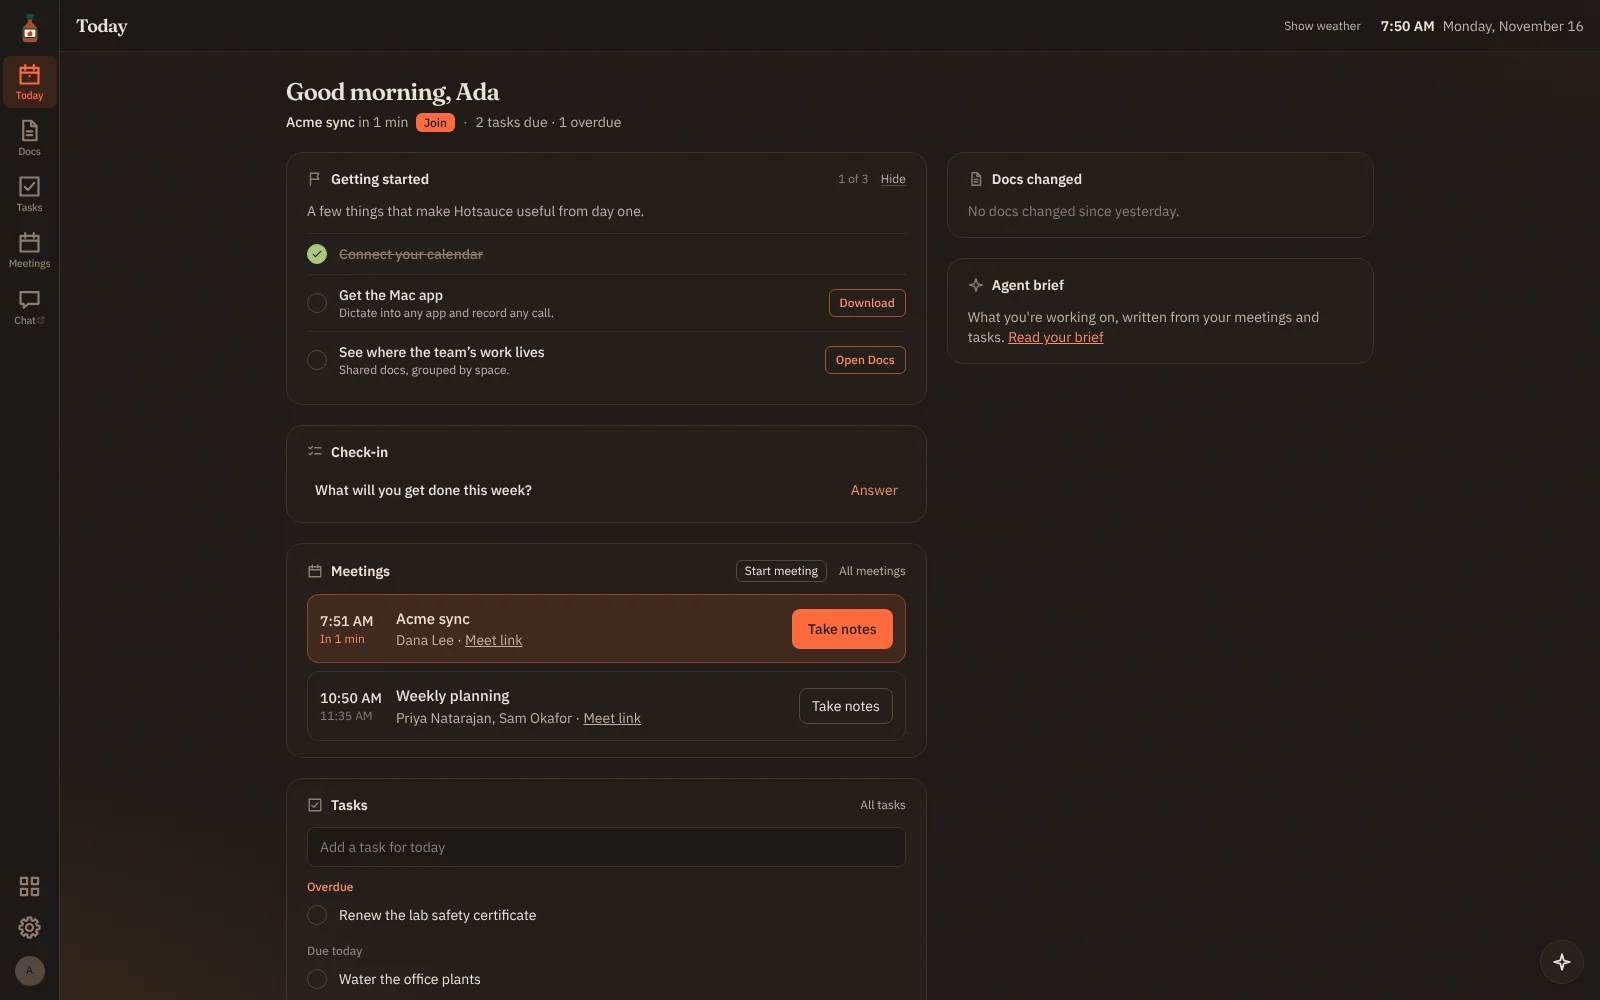 Today
Show weather 7:50 AM Monday, November 16
Today
Docs
Tasks
Meetings
Chat
A
Good morning, Ada
Acme sync in 1 min Join · 2 tasks due · 1 overdue
Getting started 1 of 3 Hide
A few things that make Hotsauce useful from day one.
Connect your calendar
Get the Mac app
Dictate into any app and record any call.
Download
See where the team’s work lives
Shared docs, grouped by space.
Open Docs
Check-in
What will you get done this week? Answer
Meetings Start meeting All meetings
7:51 AM Acme sync
In 1 min Dana Lee · Meet link
Take notes
10:50 AM Weekly planning
11:35 AM Priya Natarajan, Sam Okafor · Meet link
Take notes
Tasks All tasks
Add a task for today
Overdue
Renew the lab safety certificate
Due today
Water the office plants
Docs changed
No docs changed since yesterday.
Agent brief
What you're working on, written from your meetings and
tasks. Read your brief